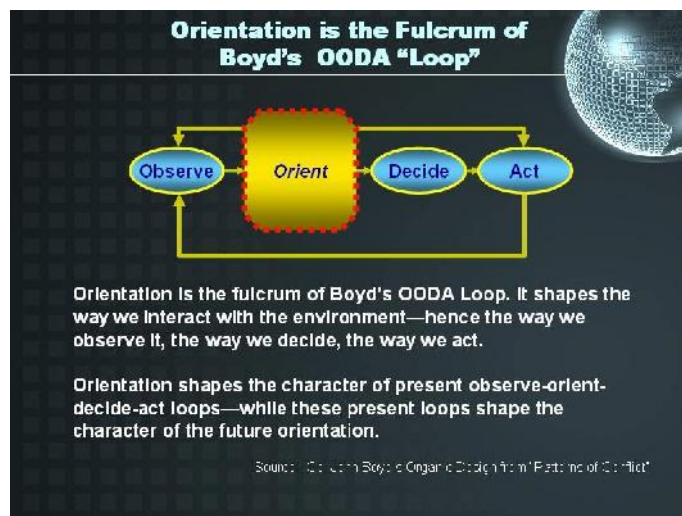 Orientation is the Fulcrum of
Boyd's OODA “Loop”
Observe
Orient
Decide
Act
Orientation is the fulcrum of Boyd's OODA Loop. It shapes the
way we interact with the environment—hence the way we
observe it, the way we decide, the way we act.
Orientation shapes the character of present observe-orient-
decide-act loops—while these present loops shape the
character of the future orientation.
Source: Col John Boyd's Organic Design from “Patterns of Conflict”